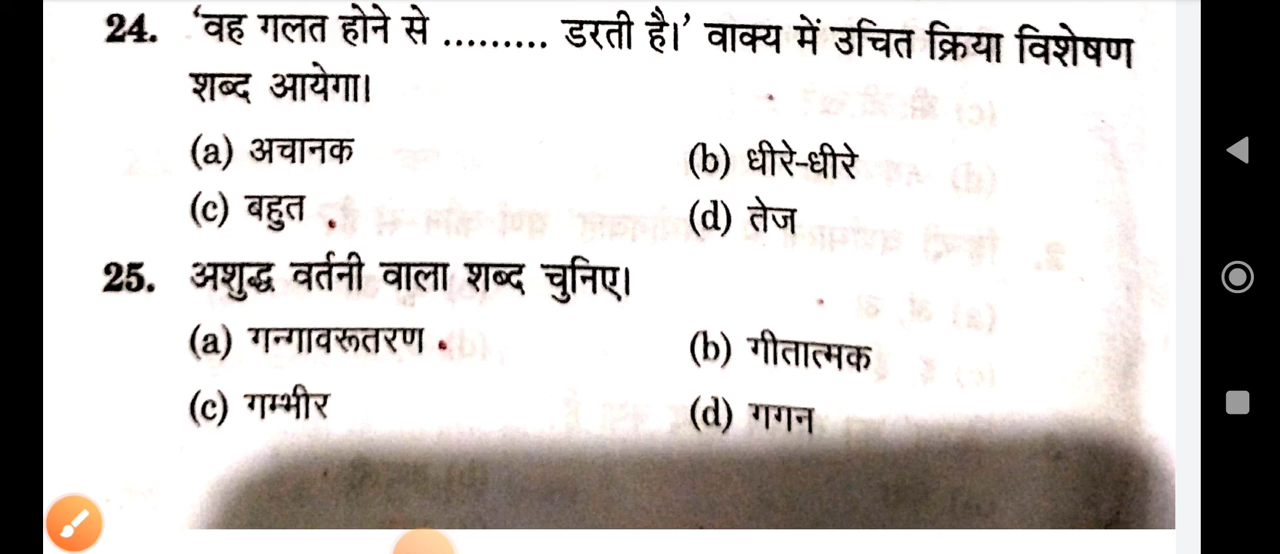 24. 'वह गलत होने से ......... डरती है।' वाक्य में उचित क्रिया विशेषण
शब्द आयेगा।
(a) अचानक (b) धीरे-धीरे
(c) बहुत (d) तेज
25. अशुद्ध वर्तनी वाला शब्द चुनिए।
(a) गन्गावरूतरण (b) गीतात्मक
(c) गम्भीर (d) गगन